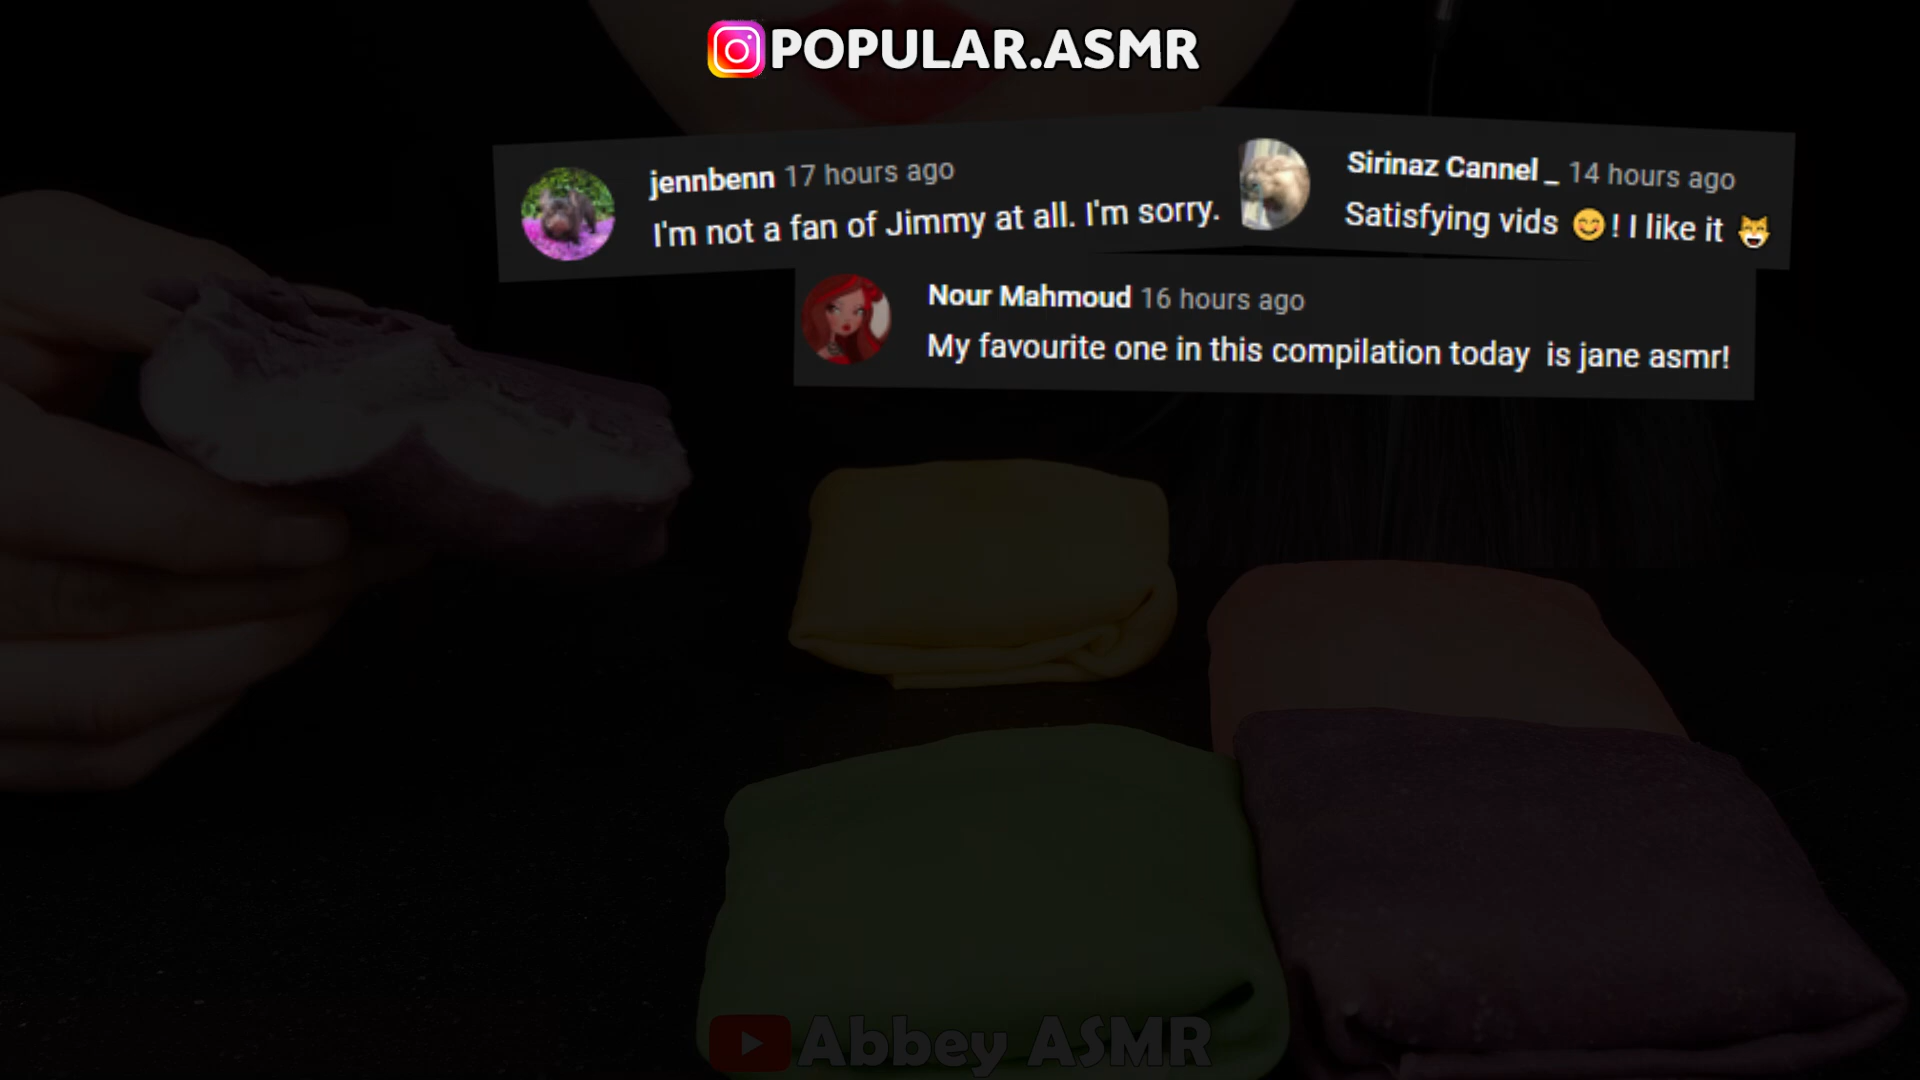 POPULAR.ASMR
jennbenn 17 hours ago
I'm not a fan of Jimmy at all. I'm sorry.
Sirinaz Cannel _ 14 hours ago
Satisfying vids 😊! I like it 😸
Nour Mahmoud 16 hours ago
My favourite one in this compilation today is jane asmr!
Abbey ASMR